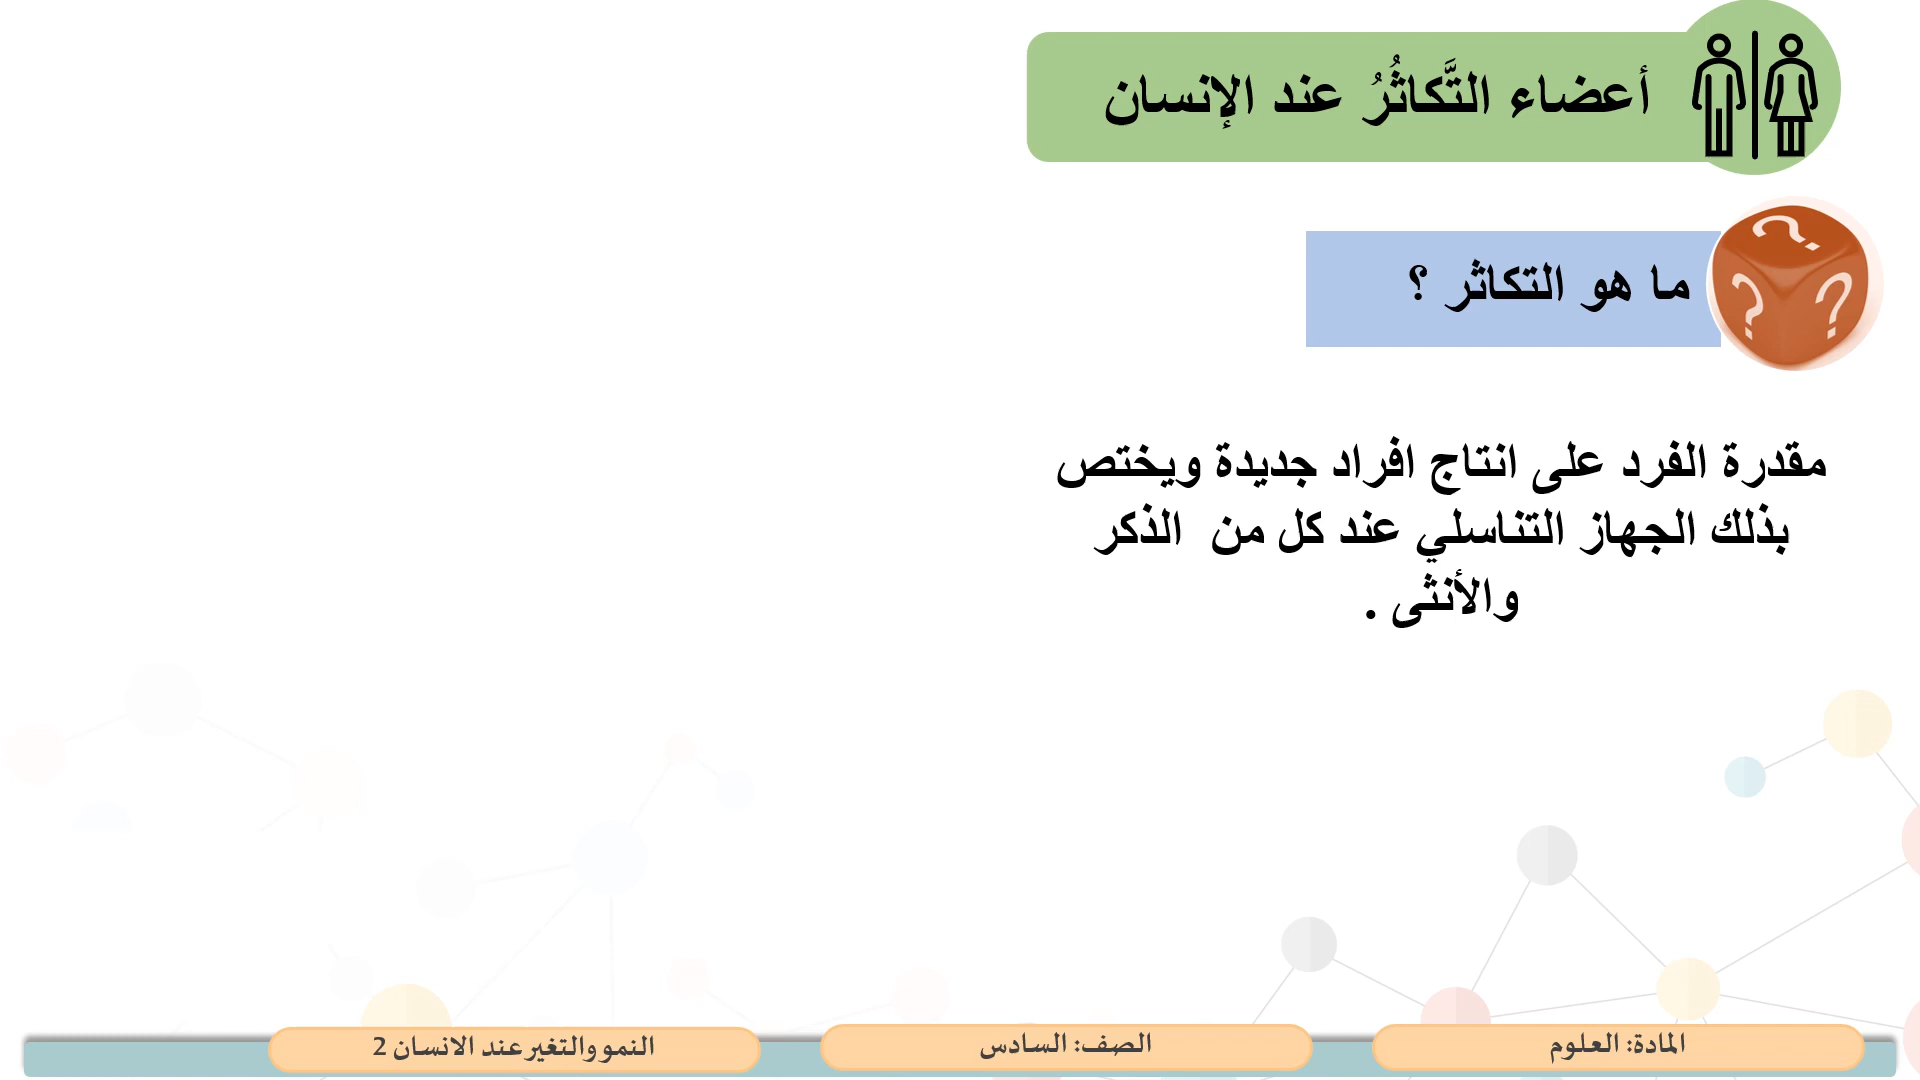 أعضاء التَّكاثُرُ عند الإنسان
ما هو التكاثر ؟
مقدرة الفرد على انتاج افراد جديدة ويختص
بذلك الجهاز التناسلي عند كل من الذكر
والأنثى .
المادة: العلوم
الصف: السادس
النمو والتغير عند الانسان 2